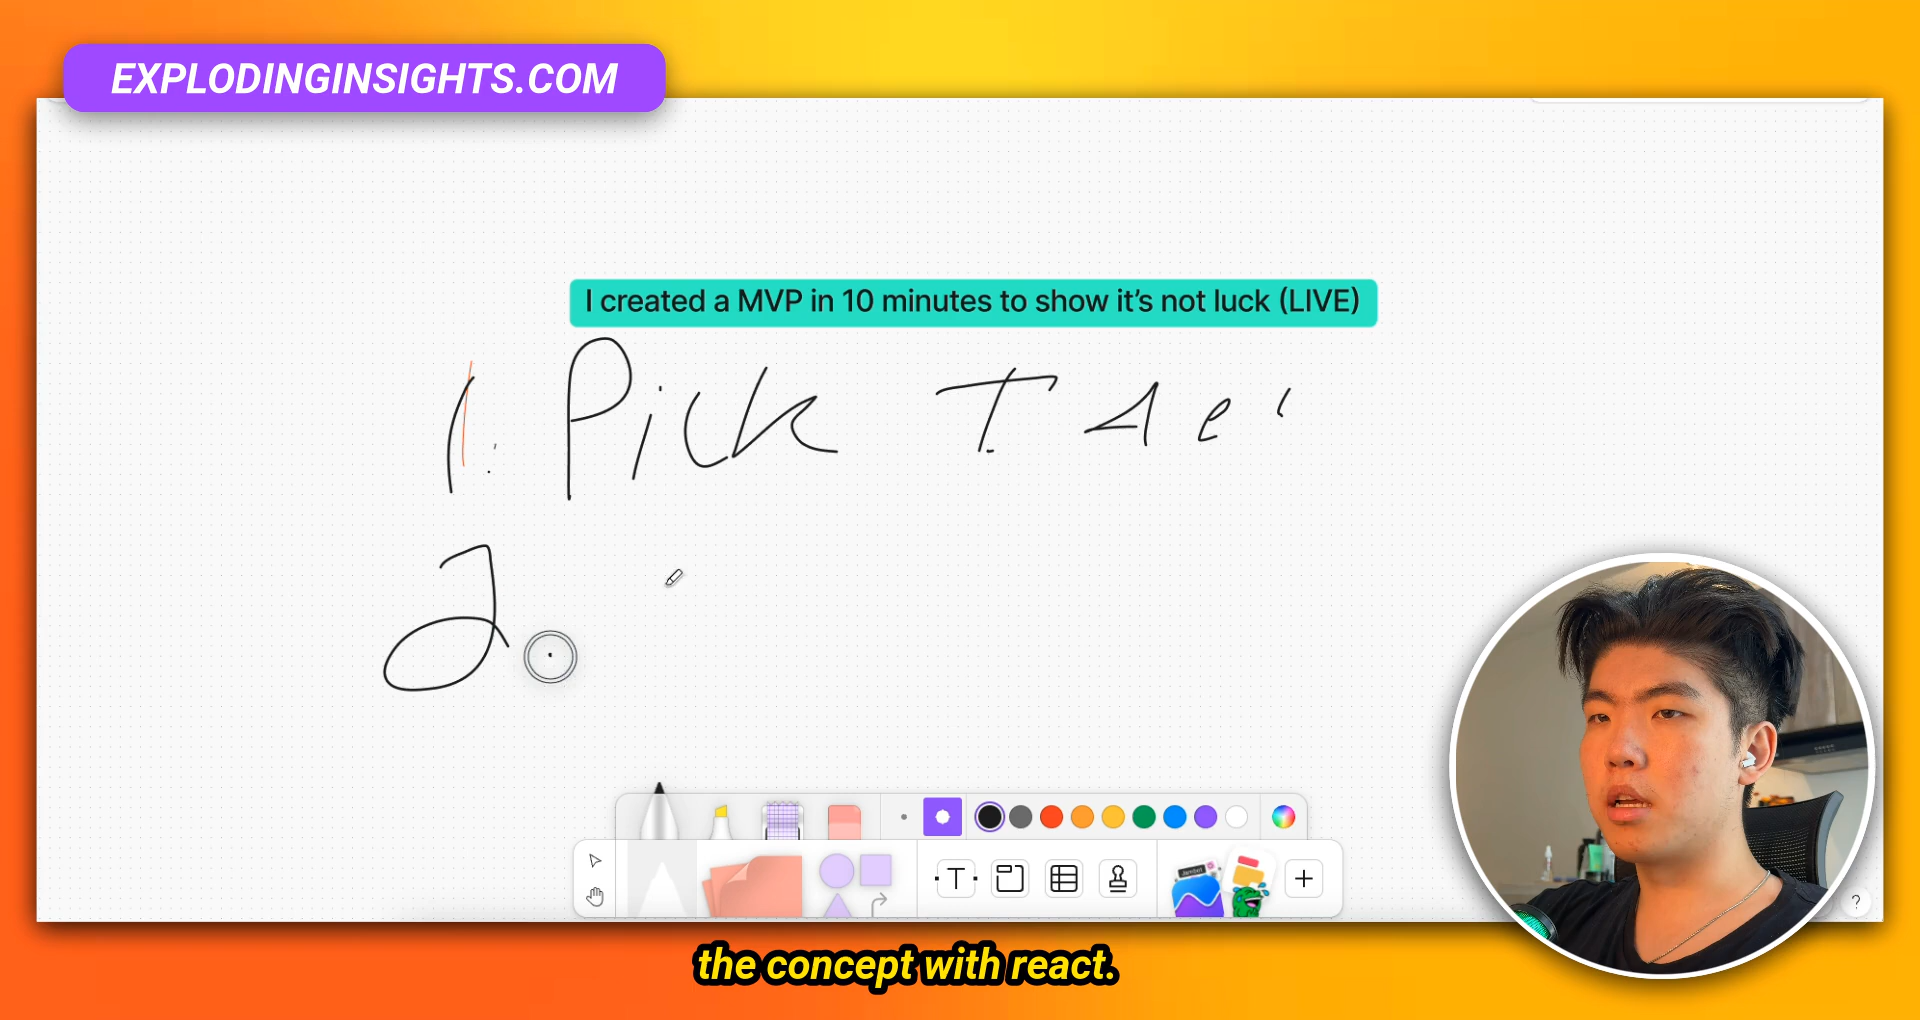 EXPLODINGINSIGHTS.COM
I created a MVP in 10 minutes to show it's not luck (LIVE)
1. Pick
2.
T
?
the concept with react.